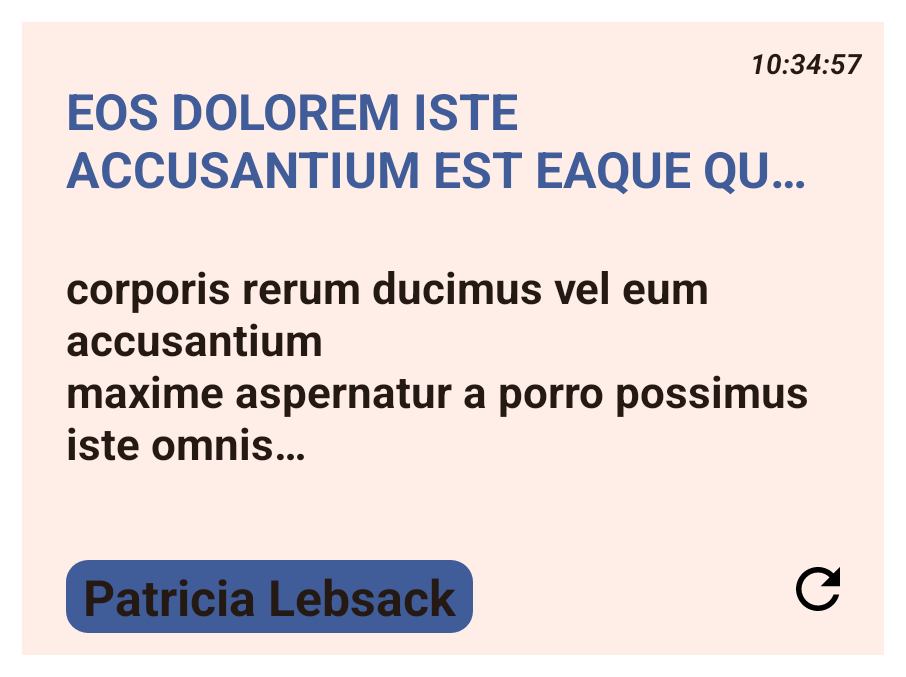 10:34:57
EOS DOLOREM ISTE
ACCUSANTIUM EST EAQUE QU…
corporis rerum ducimus vel eum
accusantium
maxime aspernatur a porro possimus
iste omnis…
Patricia Lebsack